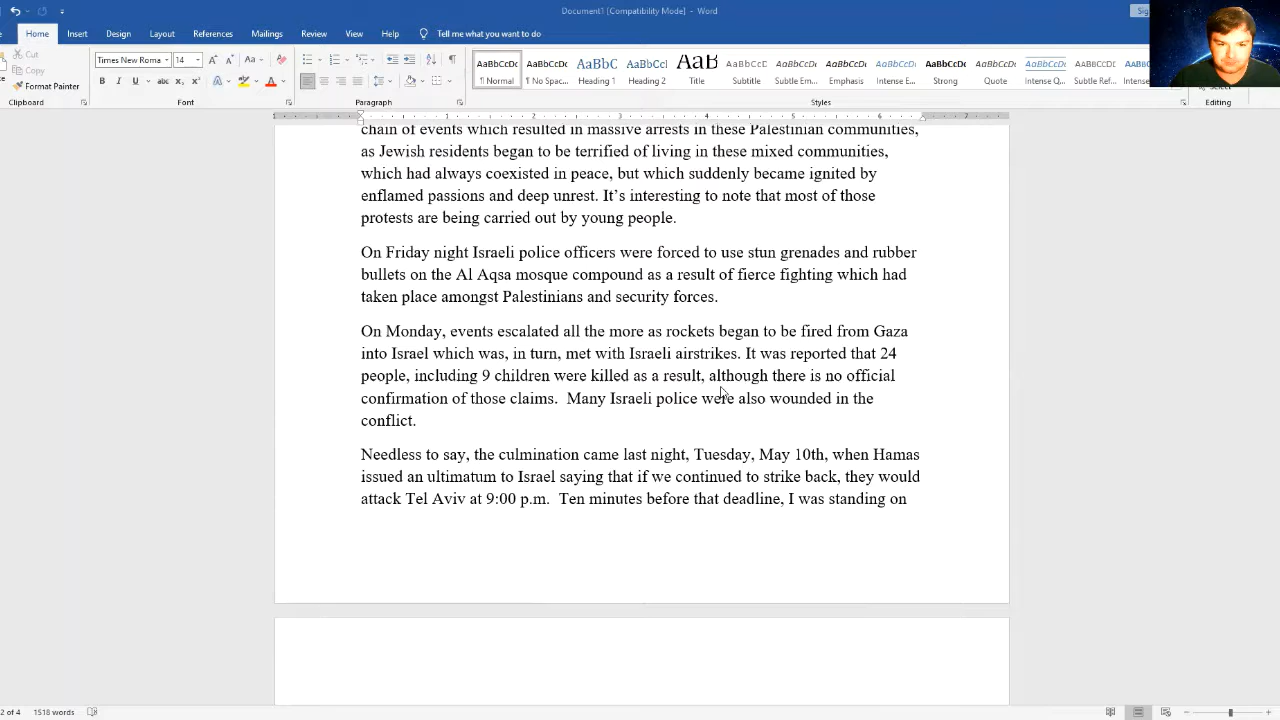 Document1 [Compatibility Mode] - Word
Sig
Home Insert Design Layout References Mailings Review View Help Tell me what you want to do
Cut
Copy
Format Painter
Clipboard
Times New Roma 14
Font
Paragraph
AaBbCcDc ¶ Normal
AaBbCcDc ¶ No Spac...
AaBbC Heading 1
AaBbCcl Heading 2
AaB Title
AaBbCcD Subtitle
AaBbCcDc Subtle Em...
AaBbCcDc Emphasis
AaBbCcDc Intense E...
AaBbCcDc Strong
AaBbCcDc Quote
AaBbCcDc Intense Q...
AaBbCcDc Subtle Ref...
AaBbC Intense
Styles
Select
Editing
chain of events which resulted in massive arrests in these Palestinian communities,
as Jewish residents began to be terrified of living in these mixed communities,
which had always coexisted in peace, but which suddenly became ignited by
enflamed passions and deep unrest. It’s interesting to note that most of those
protests are being carried out by young people.
On Friday night Israeli police officers were forced to use stun grenades and rubber
bullets on the Al Aqsa mosque compound as a result of fierce fighting which had
taken place amongst Palestinians and security forces.
On Monday, events escalated all the more as rockets began to be fired from Gaza
into Israel which was, in turn, met with Israeli airstrikes. It was reported that 24
people, including 9 children were killed as a result, although there is no official
confirmation of those claims.  Many Israeli police were also wounded in the
conflict.
Needless to say, the culmination came last night, Tuesday, May 10th, when Hamas
issued an ultimatum to Israel saying that if we continued to strike back, they would
attack Tel Aviv at 9:00 p.m.  Ten minutes before that deadline, I was standing on
2 of 4 1518 words